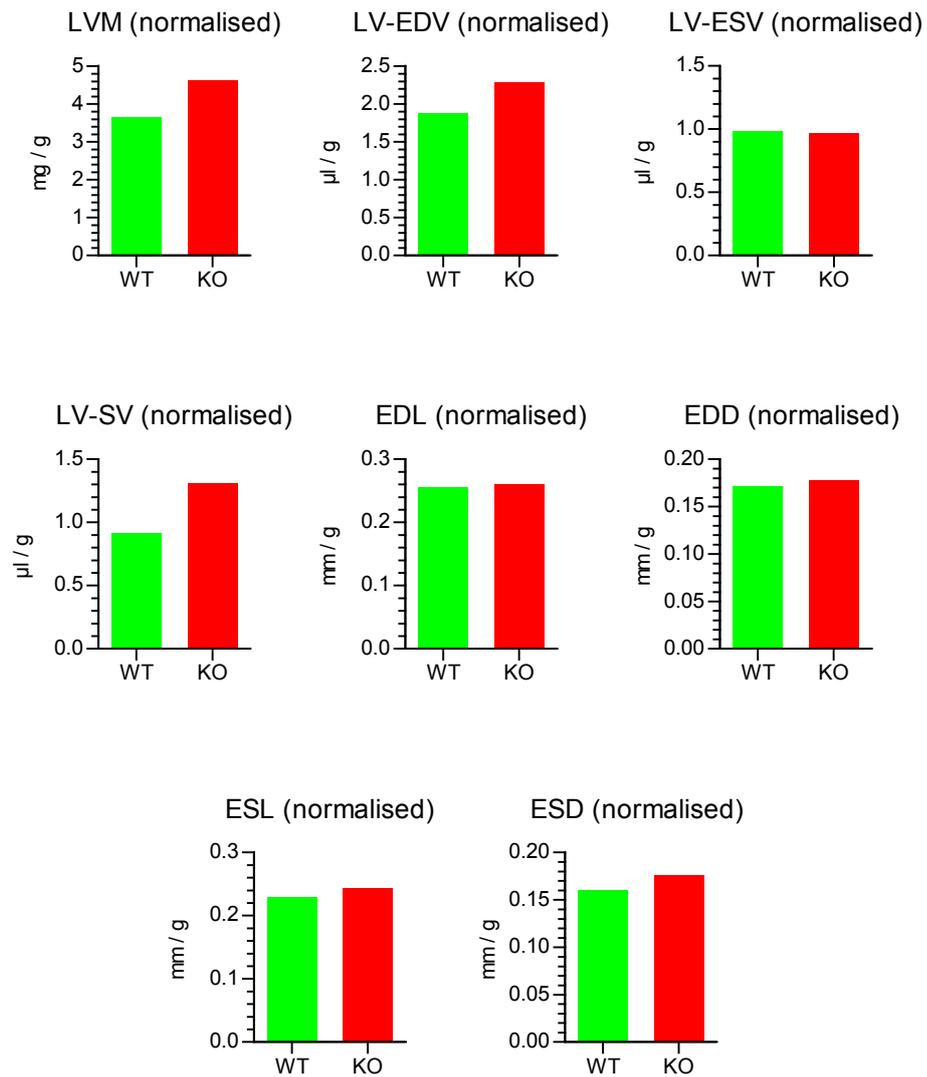 LVM (normalised)
LV-EDV (normalised)
LV-ESV (normalised)
5
4
3
2
1
0
mg / g
WT
KO
2.5
2.0
1.5
1.0
0.5
0.0
µl / g
WT
KO
1.5
1.0
0.5
0.0
µl / g
WT
KO
LV-SV (normalised)
EDL (normalised)
EDD (normalised)
1.5
1.0
0.5
0.0
µl / g
WT
KO
0.3
0.2
0.1
0.0
mm / g
WT
KO
0.20
0.15
0.10
0.05
0.00
mm / g
WT
KO
ESL (normalised)
ESD (normalised)
0.3
0.2
0.1
0.0
mm / g
WT
KO
0.20
0.15
0.10
0.05
0.00
mm / g
WT
KO